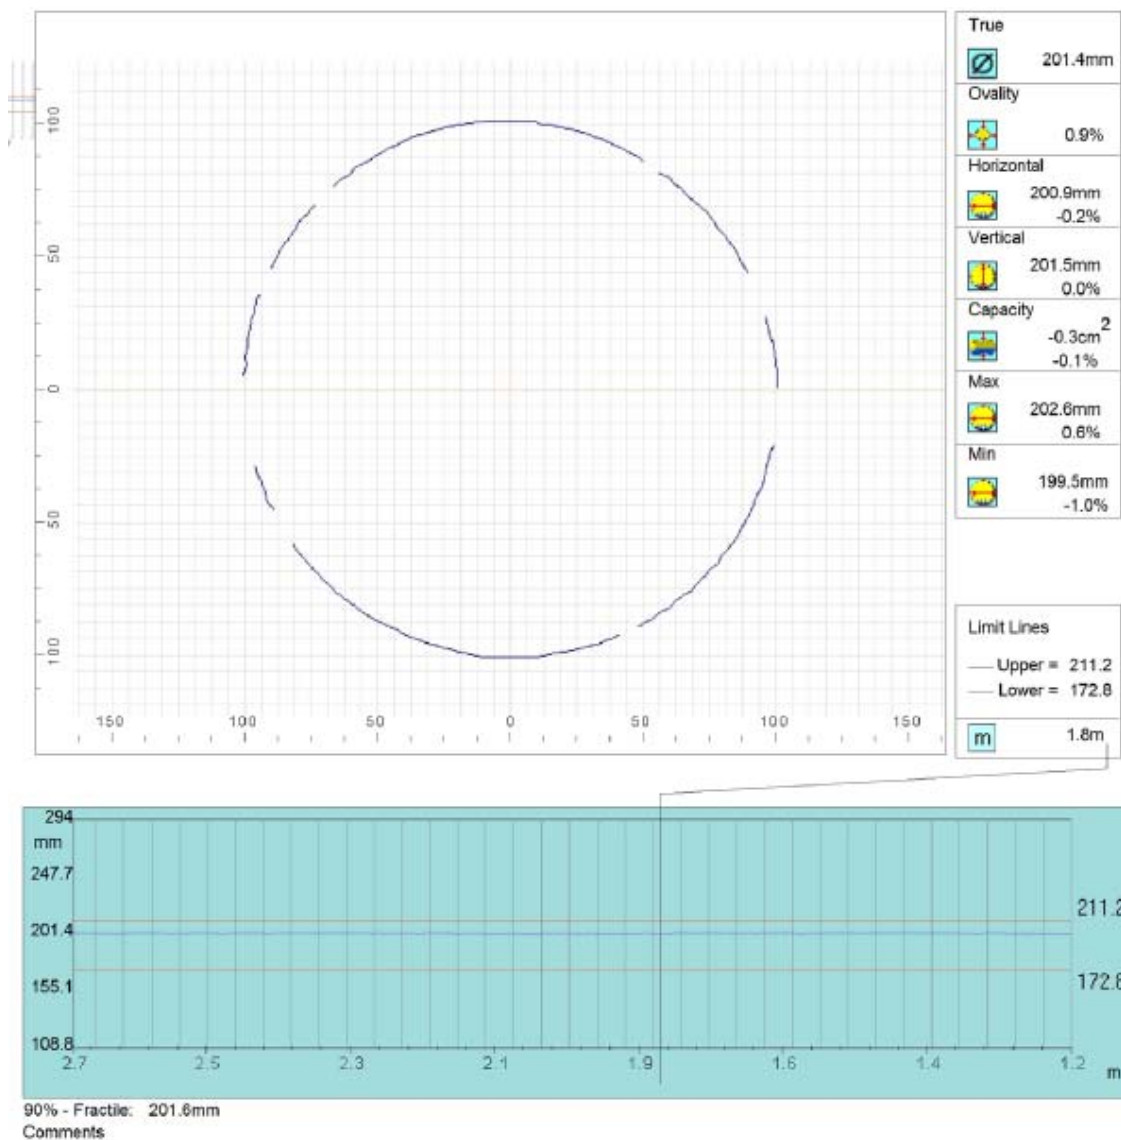 True
201.4mm
Ovality
0.9%
Horizontal
200.9mm
-0.2%
Vertical
201.5mm
0.0%
Capacity
-0.3cm2
-0.1%
Max
202.6mm
0.6%
Min
199.5mm
-1.0%
100
50
0
50
100
150 100 50 0 50 100 150
Limit Lines
Upper = 211.2
Lower = 172.8
m 1.8m
294
mm
247.7
201.4
155.1
108.8
211.2
172.8
2.7 2.5 2.3 2.1 1.9 1.6 1.4 1.2 m
90% - Fractile: 201.6mm
Comments